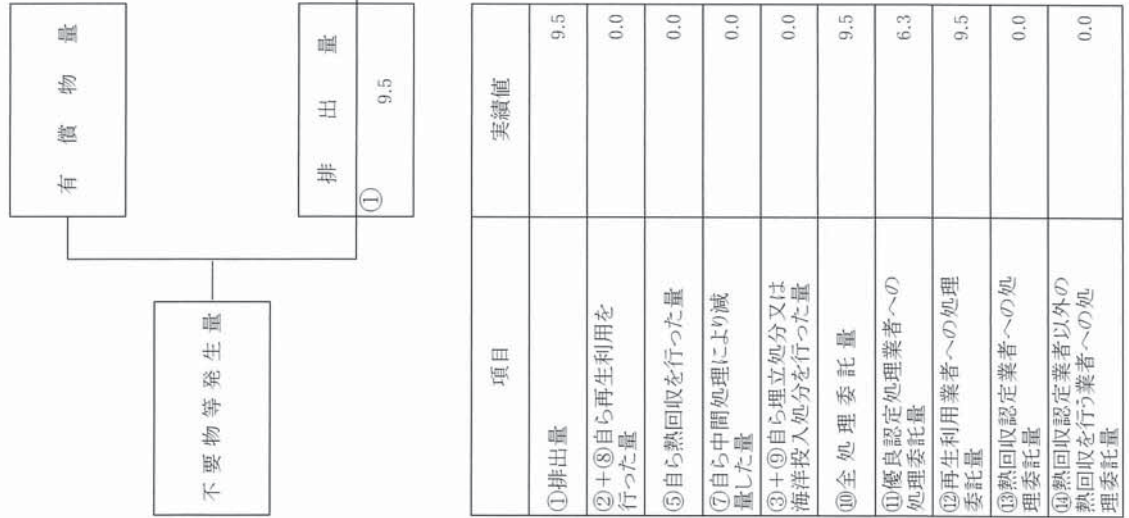 有償物量
不要物等発生量
排出量
①
9.5
項目
実績値
①排出量
9.5
②+⑧自ら再生利用を
行った量
0.0
⑤自ら熱回収を行った量
0.0
⑦自ら中間処理により減
量した量
0.0
③+⑨自ら埋立処分又は
海洋投入処分を行った量
0.0
⑩全処理委託量
9.5
⑪優良認定処理業者への
処理委託量
6.3
⑫再生利用業者への処理
委託量
9.5
⑬熱回収認定業者への処
理委託量
0.0
⑭熱回収認定業者以外の
熱回収を行う業者への処
理委託量
0.0